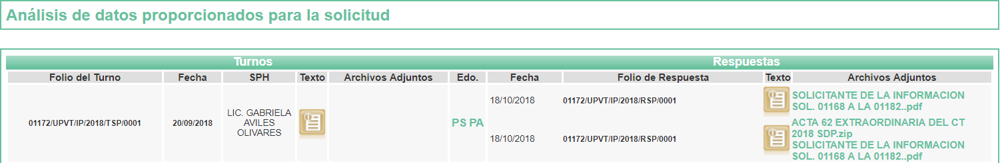 Análisis de datos proporcionados para la solicitud
Turnos Respuestas
Folio del Turno Fecha SPH Texto Archivos Adjuntos Edo. Fecha Folio de Respuesta Texto Archivos Adjuntos
01172/UPVT/IP/2018/TSP/0001 20/09/2018
LIC. GABRIELA
AVILES
OLIVARES
PS PA
18/10/2018 01172/UPVT/IP/2018/RSP/0001
SOLICITANTE DE LA INFORMACION
SOL. 01168 A LA 01182..pdf
18/10/2018 01172/UPVT/IP/2018/RSP/0001
ACTA 62 EXTRAORDINARIA DEL CT
2018 SDP.zip
SOLICITANTE DE LA INFORMACION
SOL. 01168 A LA 01182..pdf